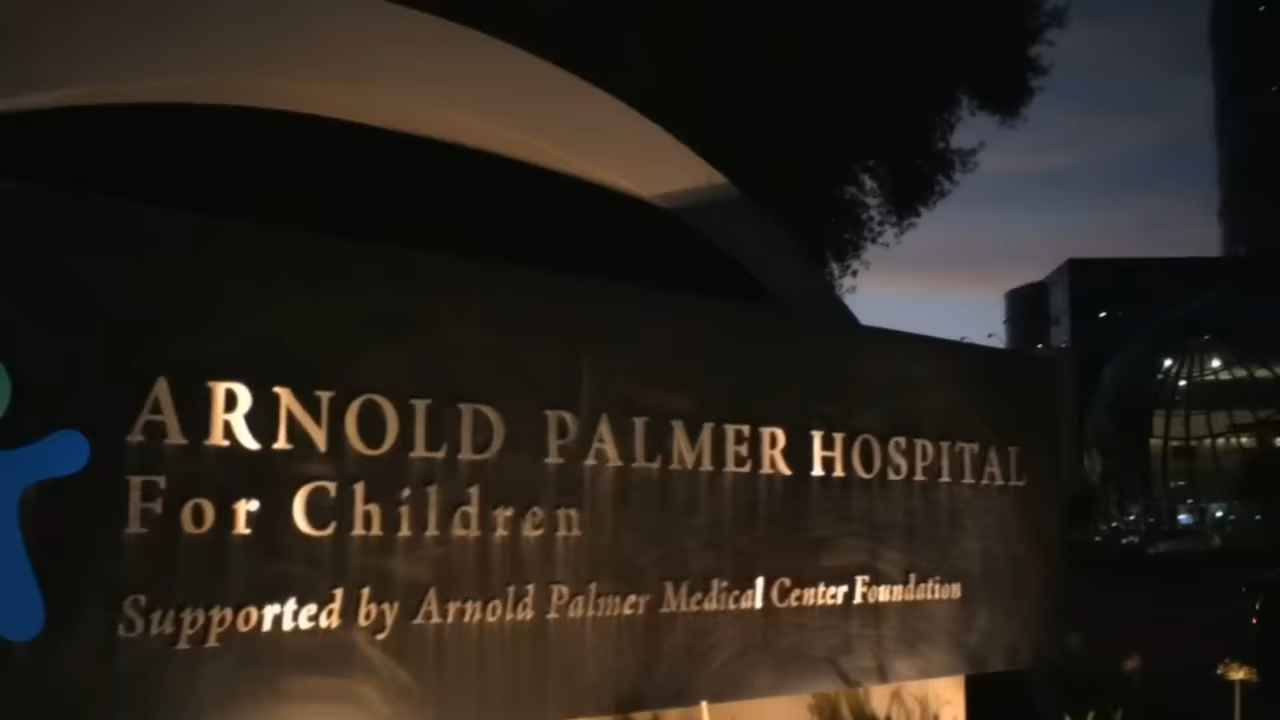 ARNOLD PALMER HOSPITAL
For Children
Supported by Arnold Palmer Medical Center Foundation